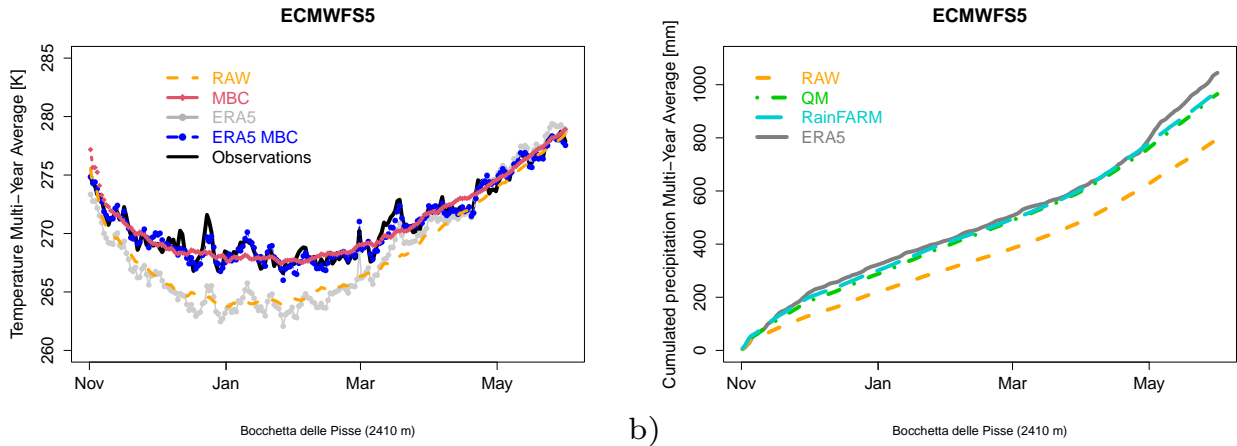 ECMWFS5
Temperature Multi−Year Average [K]
285
280
275
270
265
260
RAW
MBC
ERA5
ERA5 MBC
Observations
Nov
Jan
Mar
May
Bocchetta delle Pisse (2410 m)
b)
ECMWFS5
Cumulated precipitation Multi−Year Average [mm]
1000
800
600
400
200
0
RAW
QM
RainFARM
ERA5
Nov
Jan
Mar
May
Bocchetta delle Pisse (2410 m)